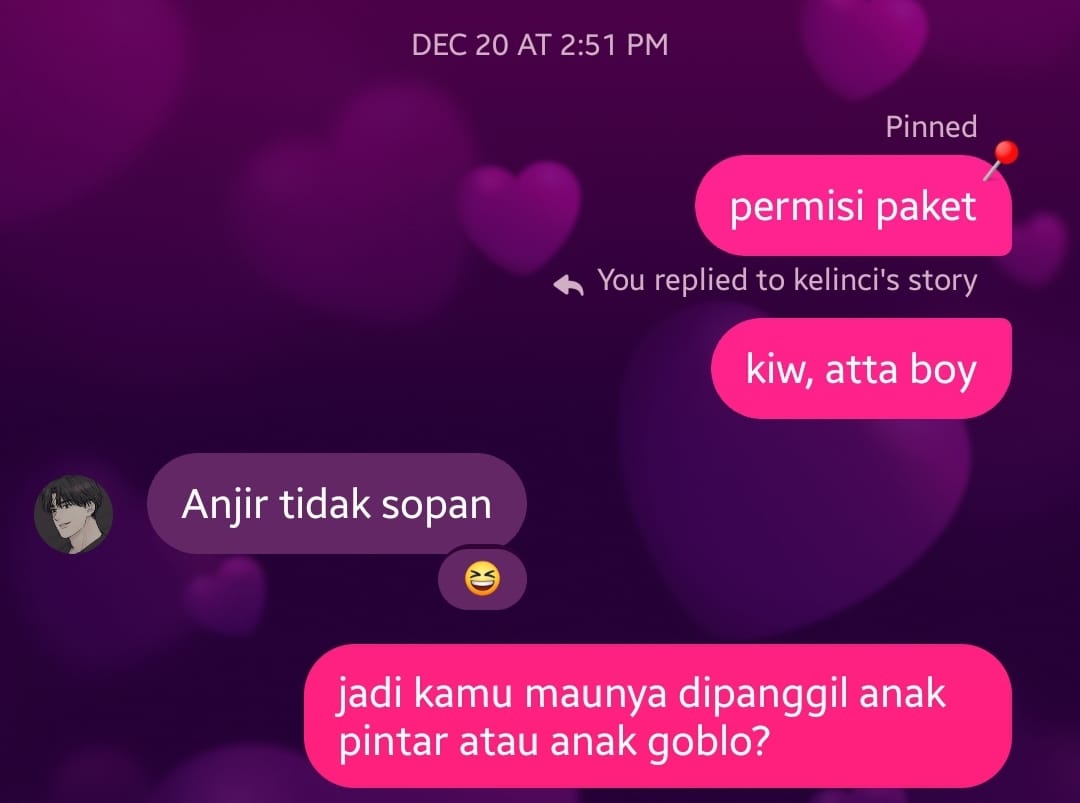 DEC 20 AT 2:51 PM
Pinned
permisi paket
You replied to kelinci's story
kiw, atta boy
Anjir tidak sopan
jadi kamu maunya dipanggil anak
pintar atau anak goblo?